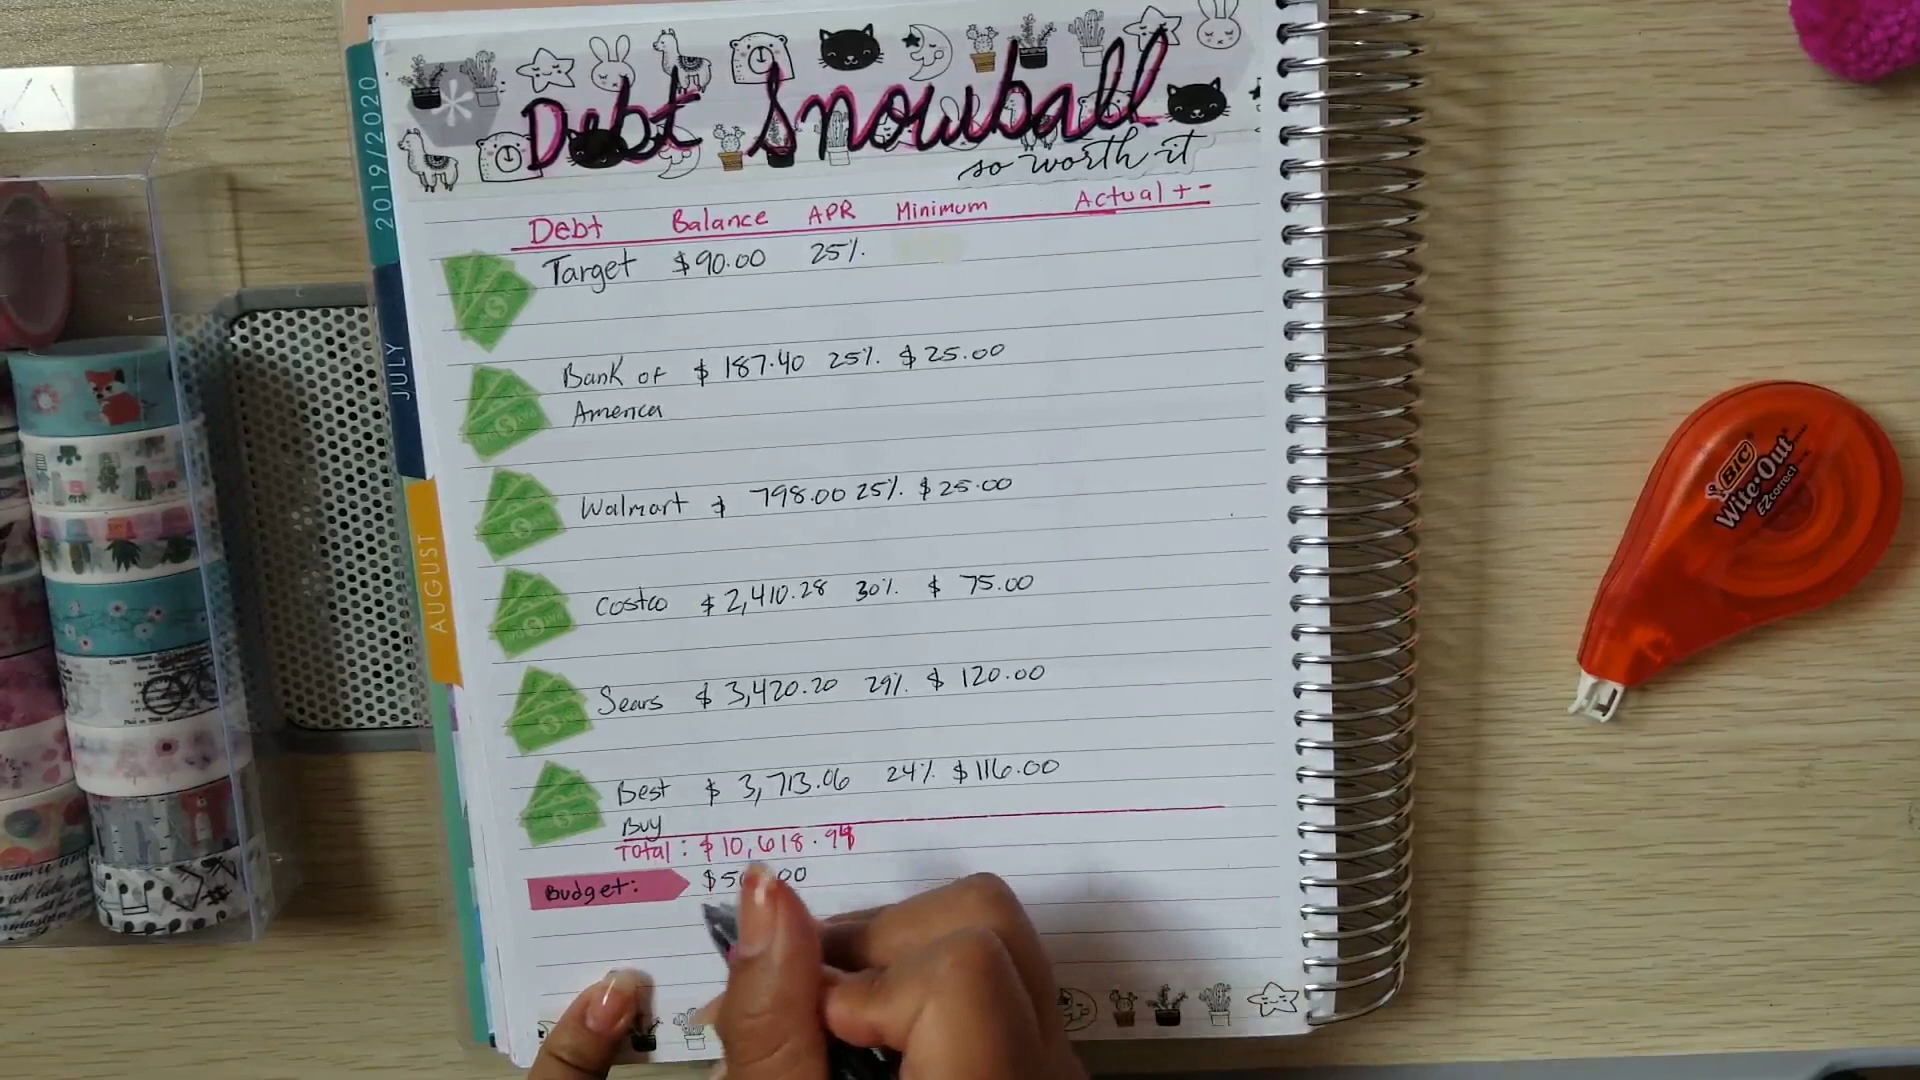 Debt Snowball
so worth it
Debt Balance APR Minimum Actual + -
Target $90.00 25%.
Bank of $ 187.40 25%. $25.00
America
Walmart $ 798.00 25%. $25.00
Costco $2,410.28 30%. $ 75.00
Sears $ 3,420.20 29%. $ 120.00
Best $ 3,713.06 24%. $116.00
Buy
Total: $10,618.94
Budget:
2019/2020
JULY
AUGUST
BIC
Wite-Out
EZcorrect